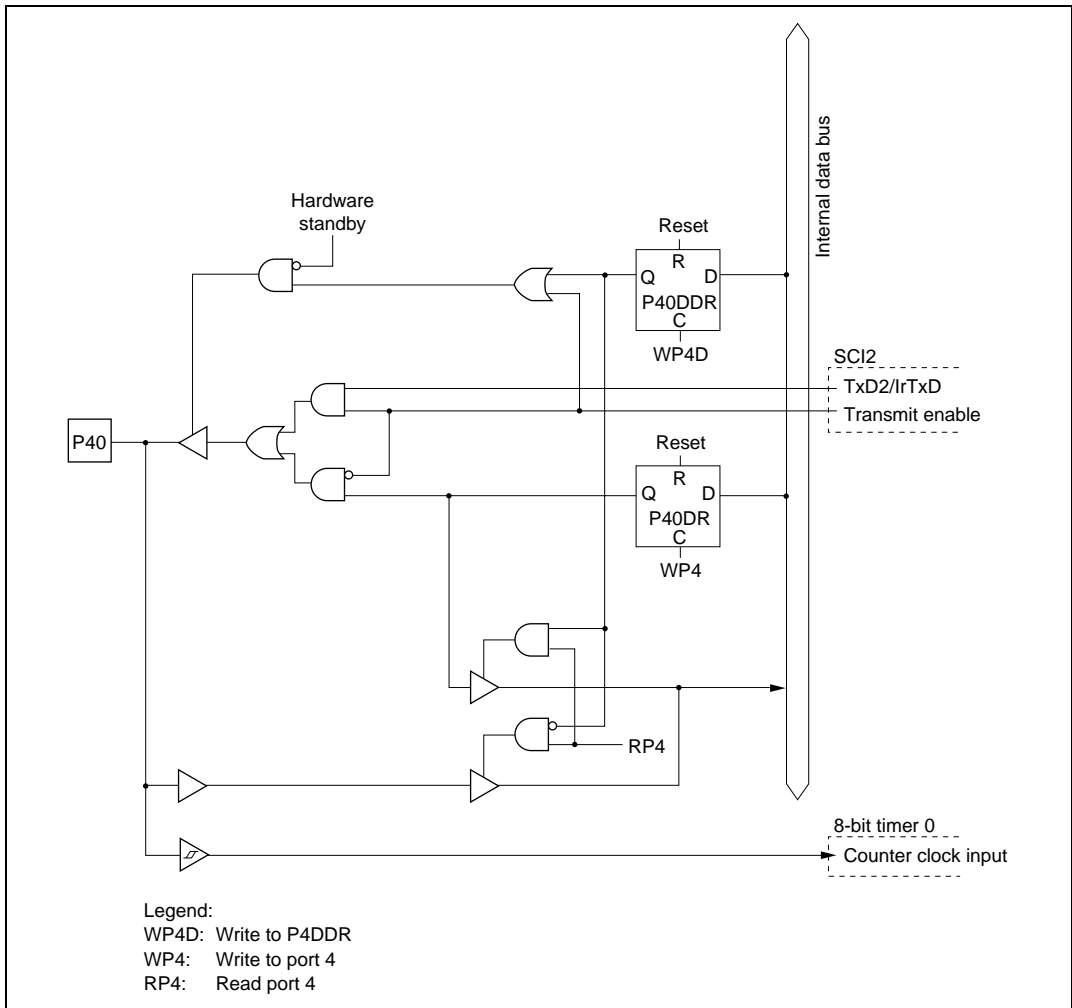 Internal data bus
Hardware
standby
Reset
R
Q D
P40DDR
C
WP4D
SCI2
TxD2/IrTxD
Transmit enable
P40
Reset
R
Q D
P40DR
C
WP4
RP4
8-bit timer 0
Counter clock input
Legend:
WP4D: Write to P4DDR
WP4: Write to port 4
RP4: Read port 4